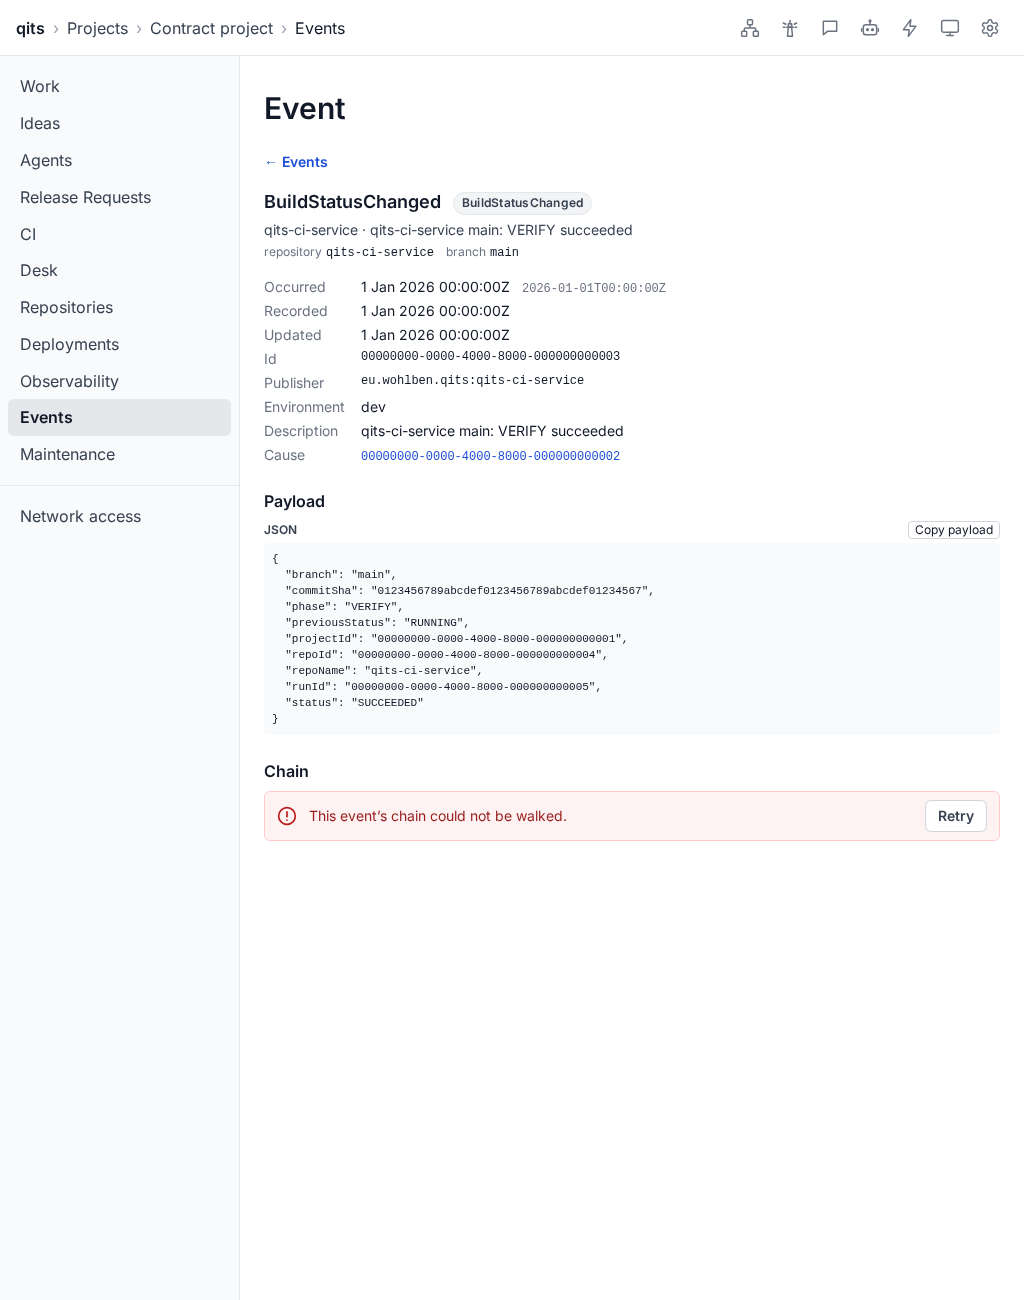 qits › Projects › Contract project › Events
Work
Ideas
Agents
Release Requests
CI
Desk
Repositories
Deployments
Observability
Events
Maintenance
Network access
Event
← Events
BuildStatusChanged BuildStatusChanged
qits-ci-service · qits-ci-service main: VERIFY succeeded
repository qits-ci-service branch main
Occurred 1 Jan 2026 00:00:00Z 2026-01-01T00:00:00Z
Recorded 1 Jan 2026 00:00:00Z
Updated 1 Jan 2026 00:00:00Z
Id 00000000-0000-4000-8000-000000000003
Publisher eu.wohlben.qits:qits-ci-service
Environment dev
Description qits-ci-service main: VERIFY succeeded
Cause 00000000-0000-4000-8000-000000000002
Payload
JSON Copy payload
{
  "branch": "main",
  "commitSha": "0123456789abcdef0123456789abcdef01234567",
  "phase": "VERIFY",
  "previousStatus": "RUNNING",
  "projectId": "00000000-0000-4000-8000-000000000001",
  "repoId": "00000000-0000-4000-8000-000000000004",
  "repoName": "qits-ci-service",
  "runId": "00000000-0000-4000-8000-000000000005",
  "status": "SUCCEEDED"
}
Chain
This event’s chain could not be walked. Retry